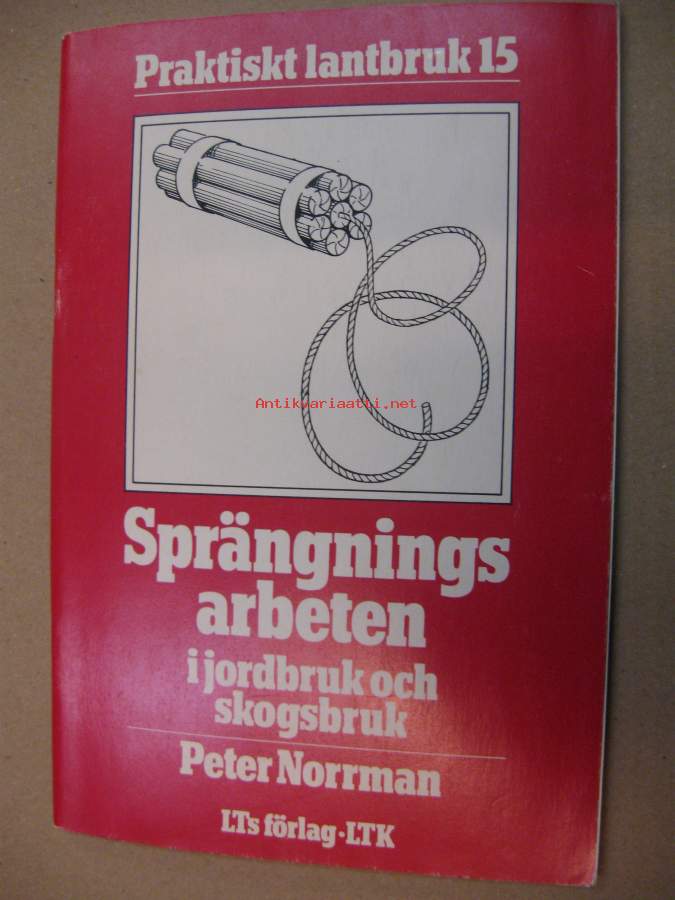 Praktiskt lantbruk 15
Antikvariaatti.net
Sprängnings
arbeten
i jordbruk och
skogsbruk
Peter Norrman
LTs förlag·LTK